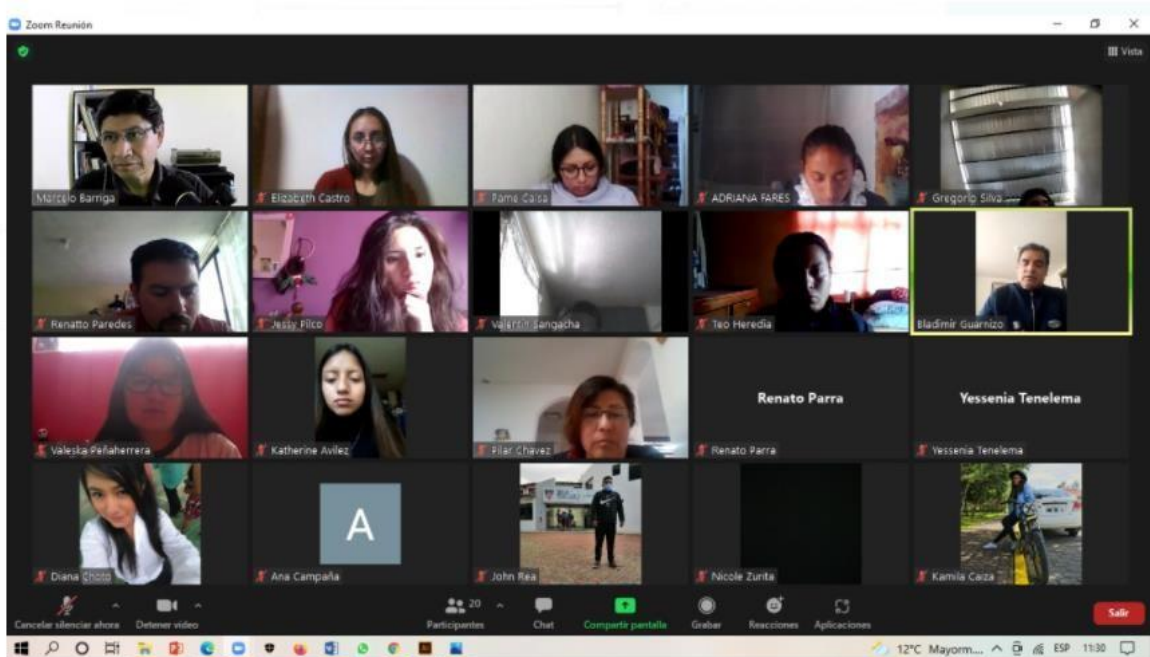 Zoom Reunión
Vista
Marcelo Barriga
Elizabeth Castro
Pame Caisa
ADRIANA FARES
Gregorio Silva
Renatto Paredes
Jessy Pilco
Valentin Sangacha
Teo Heredia
Bladimir Guarnizo
Valeska Peñaherrera
Katherine Avilez
Pilar Chavez
Renato Parra
Renato Parra
Yessenia Tenelema
Yessenia Tenelema
Diana Choto
A
Ana Campaña
John Rea
Nicole Zurita
Kamila Caiza
Cancelar silenciar ahora
Detener video
20
Participantes
Chat
Compartir pantalla
Grabar
Reacciones
Aplicaciones
Salir
12°C Mayorm.... ESP 11:30